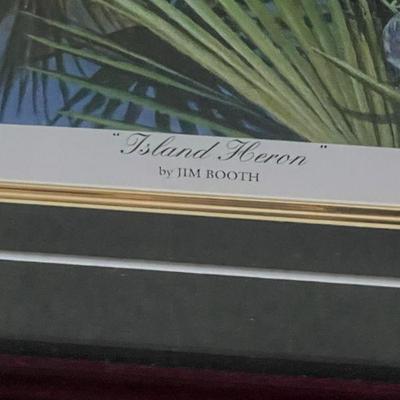 "Island Heron"
by JIM BOOTH